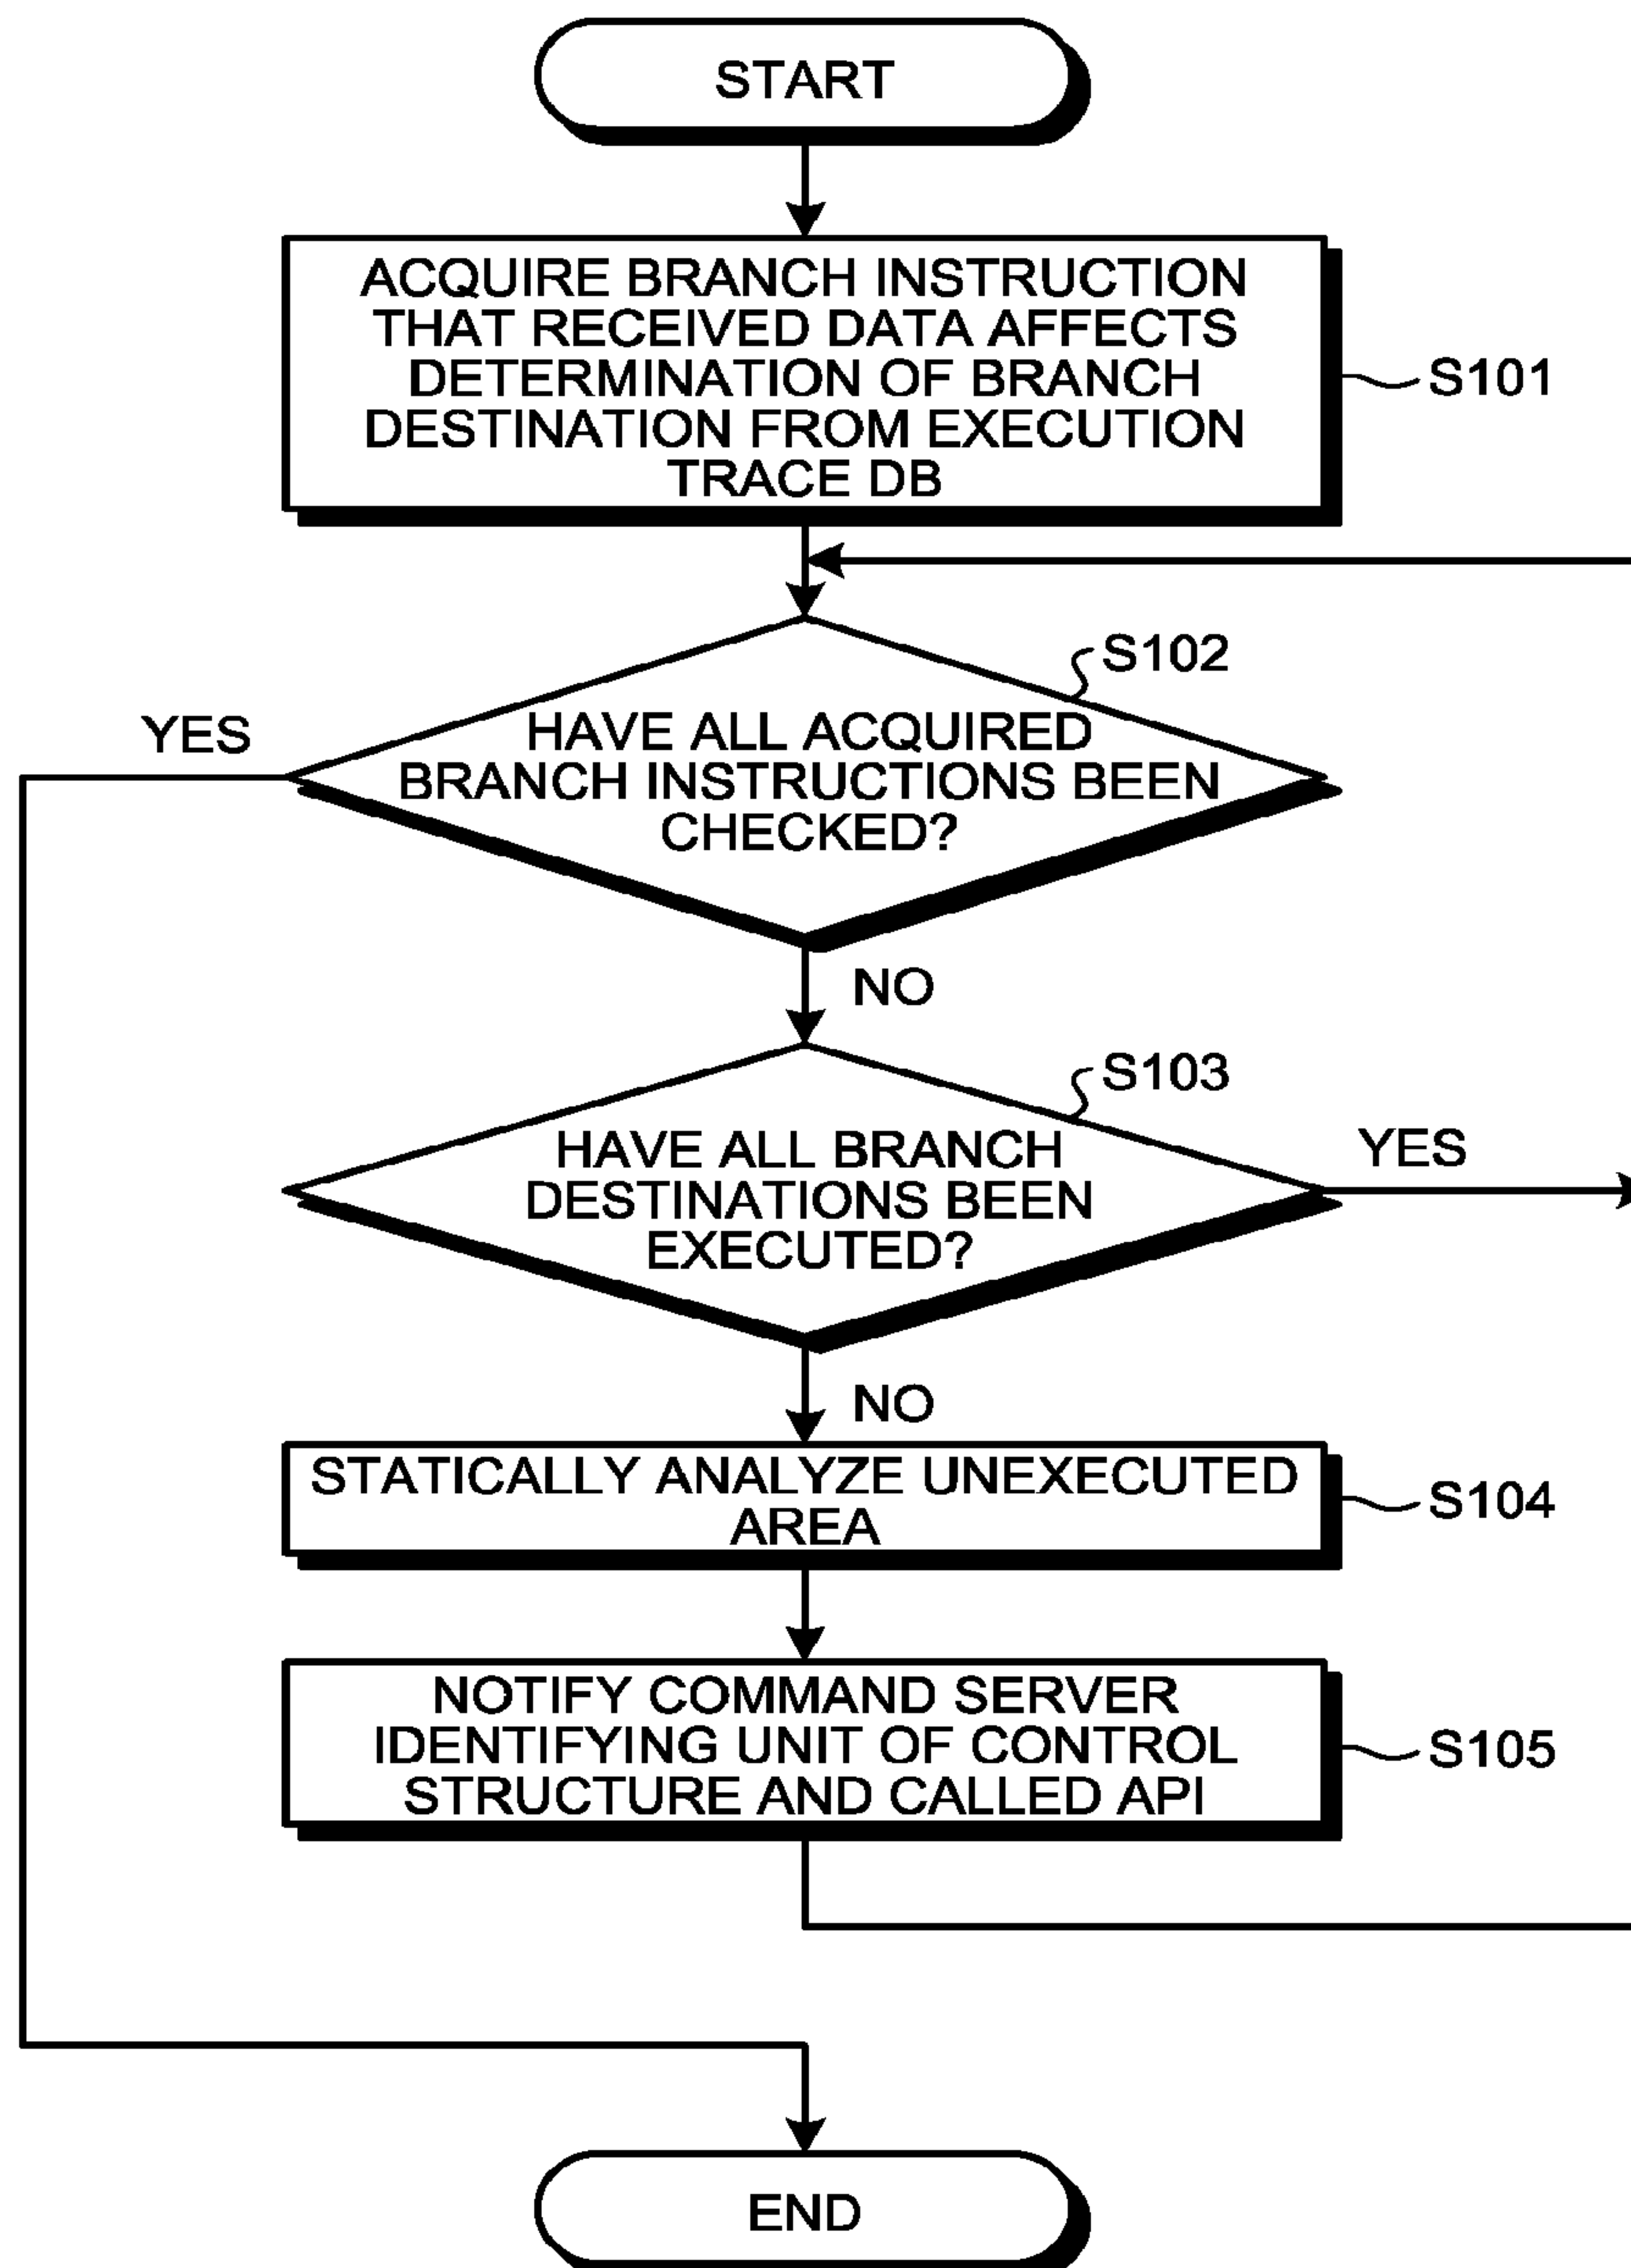 START
ACQUIRE BRANCH INSTRUCTION
THAT RECEIVED DATA AFFECTS
DETERMINATION OF BRANCH
DESTINATION FROM EXECUTION
TRACE DB
S101
S102
YES
HAVE ALL ACQUIRED
BRANCH INSTRUCTIONS BEEN
CHECKED?
NO
S103
HAVE ALL BRANCH
DESTINATIONS BEEN
EXECUTED?
YES
NO
STATICALLY ANALYZE UNEXECUTED
AREA
S104
NOTIFY COMMAND SERVER
IDENTIFYING UNIT OF CONTROL
STRUCTURE AND CALLED API
S105
END